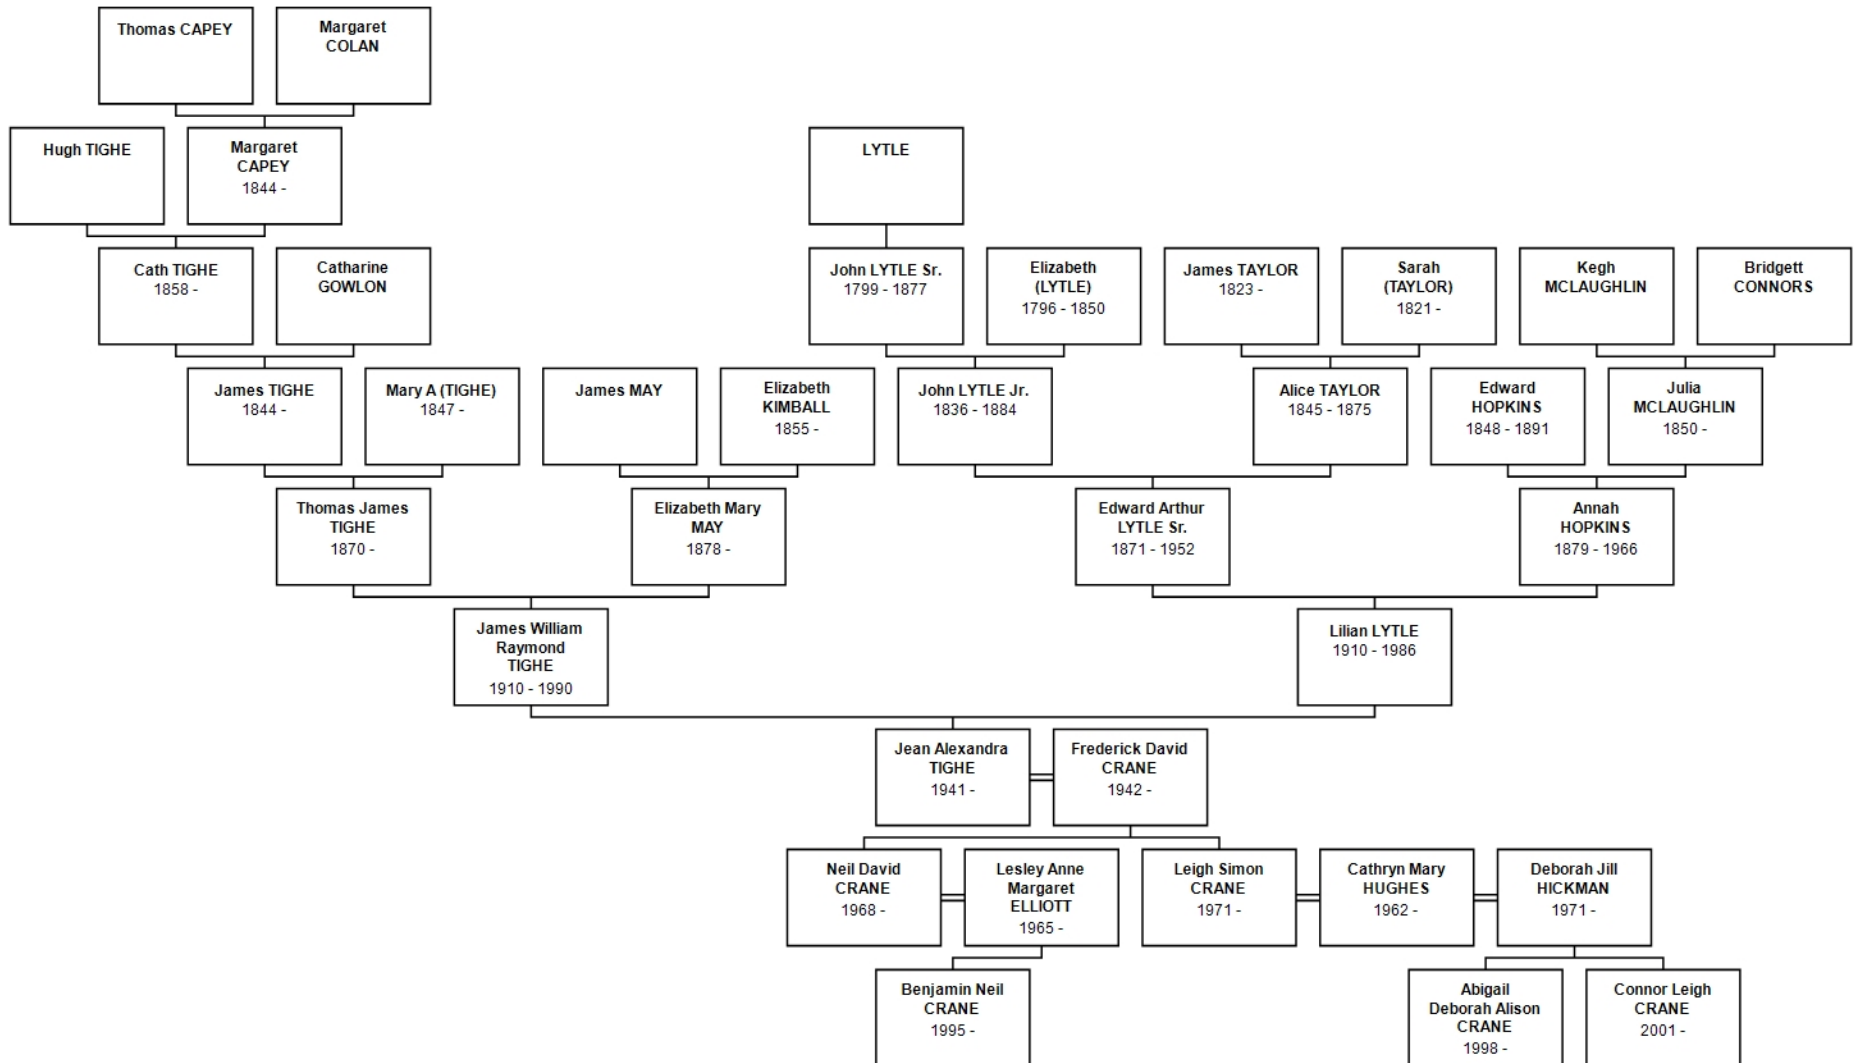 Thomas CAPEY
Margaret
COLAN
Hugh TIGHE
Margaret
CAPEY
1844 -
LYTLE
Cath TIGHE
1858 -
Catharine
GOWLON
John LYTLE Sr.
1799 - 1877
Elizabeth
(LYTLE)
1796 - 1850
James TAYLOR
1823 -
Sarah
(TAYLOR)
1821 -
Kegh
MCLAUGHLIN
Bridgett
CONNORS
James TIGHE
1844 -
Mary A (TIGHE)
1847 -
James MAY
Elizabeth
KIMBALL
1855 -
John LYTLE Jr.
1836 - 1884
Alice TAYLOR
1845 - 1875
Edward
HOPKINS
1848 - 1891
Julia
MCLAUGHLIN
1850 -
Thomas James
TIGHE
1870 -
Elizabeth Mary
MAY
1878 -
Edward Arthur
LYTLE Sr.
1871 - 1952
Annah
HOPKINS
1879 - 1966
James William
Raymond
TIGHE
1910 - 1990
Lilian LYTLE
1910 - 1986
Jean Alexandra
TIGHE
1941 -
Frederick David
CRANE
1942 -
Neil David
CRANE
1968 -
Lesley Anne
Margaret
ELLIOTT
1965 -
Leigh Simon
CRANE
1971 -
Cathryn Mary
HUGHES
1962 -
Deborah Jill
HICKMAN
1971 -
Benjamin Neil
CRANE
1995 -
Abigail
Deborah Alison
CRANE
1998 -
Connor Leigh
CRANE
2001 -